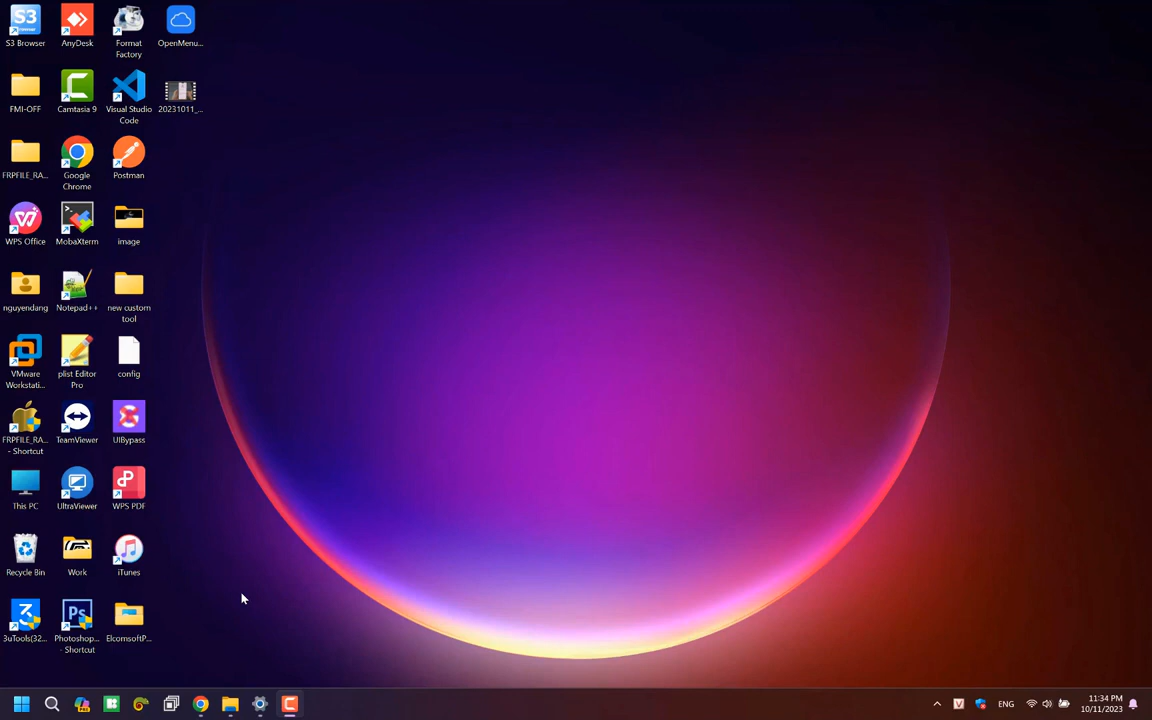 S3 Browser
AnyDesk
Format
Factory
OpenMenu...
FMI-OFF
Camtasia 9
Visual Studio
Code
20231011_...
FRPFILE_RA...
Google
Chrome
Postman
WPS Office
MobaXterm
image
nguyendang
Notepad++
new custom
tool
VMware
Workstati...
plist Editor
Pro
config
FRPFILE_RA...
- Shortcut
TeamViewer
UIBypass
This PC
UltraViewer
WPS PDF
Recycle Bin
Work
iTunes
3uTools(32...
Photoshop...
- Shortcut
ElcomsoftP...
ENG
11:34 PM
10/11/2023